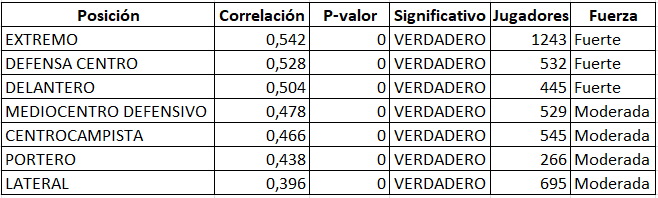 Posición Correlación P-valor Significativo Jugadores Fuerza
EXTREMO 0,542 0 VERDADERO 1243 Fuerte
DEFENSA CENTRO 0,528 0 VERDADERO 532 Fuerte
DELANTERO 0,504 0 VERDADERO 445 Fuerte
MEDIOCENTRO DEFENSIVO 0,478 0 VERDADERO 529 Moderada
CENTROCAMPISTA 0,466 0 VERDADERO 545 Moderada
PORTERO 0,438 0 VERDADERO 266 Moderada
LATERAL 0,396 0 VERDADERO 695 Moderada